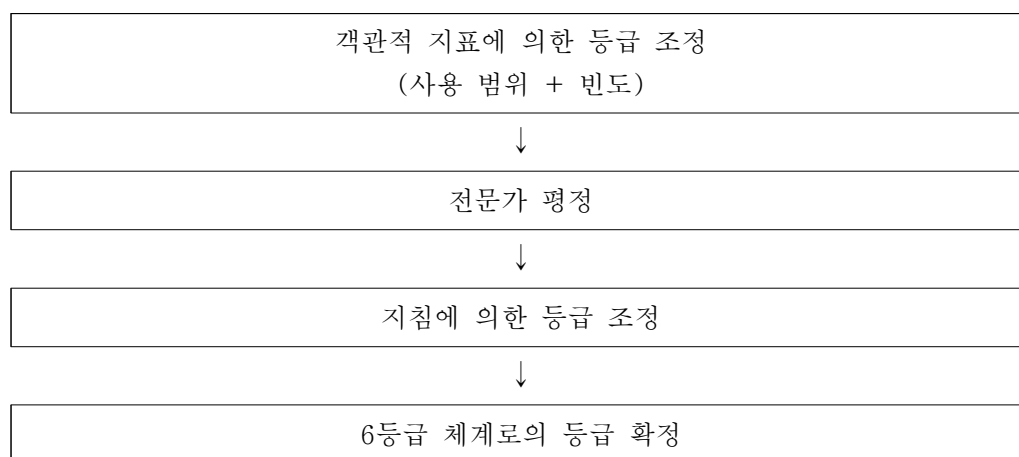 객관적 지표에 의한 등급 조정
(사용 범위 + 빈도)
↓
전문가 평정
↓
지침에 의한 등급 조정
↓
6등급 체계로의 등급 확정